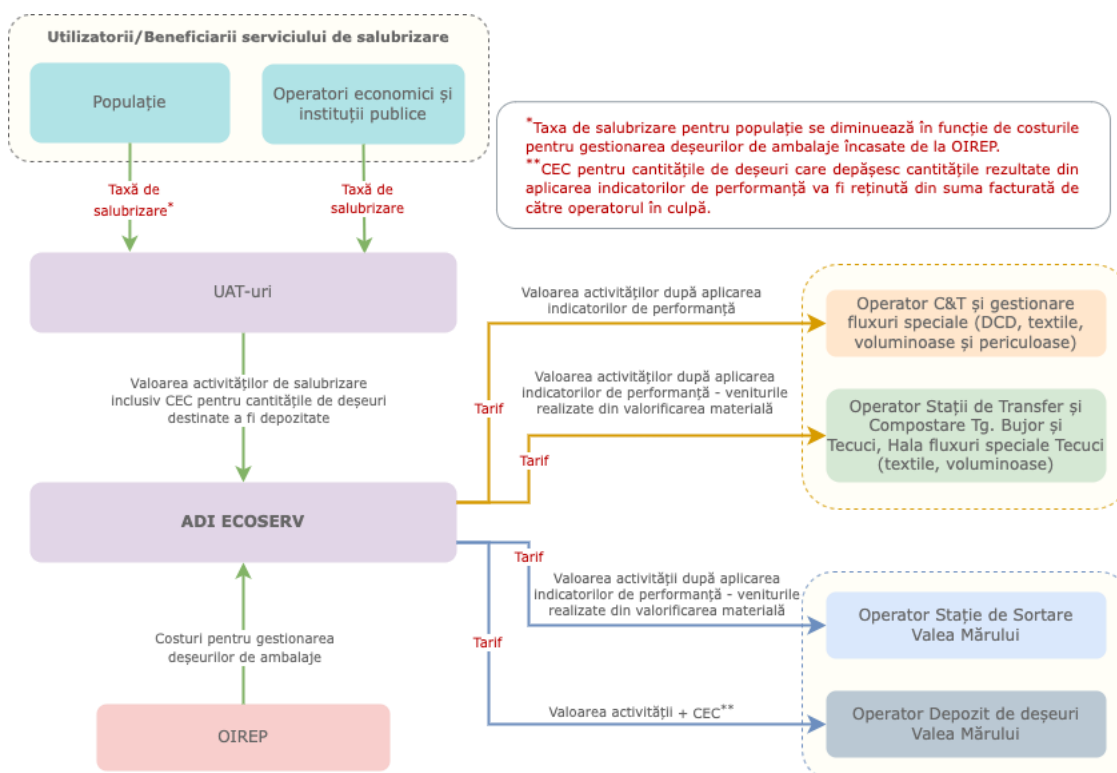 Utilizatorii/Beneficiarii serviciului de salubrizare
Populație
Operatori economici și
instituții publice
*Taxa de salubrizare pentru populație se diminuează în funcție de costurile
pentru gestionarea deșeurilor de ambalaje încasate de la OIREP.
**CEC pentru cantitățile de deșeuri care depășesc cantitățile rezultate din
aplicarea indicatorilor de performanță va fi reținută din suma facturată de
către operatorul în culpă.
Taxă de
salubrizare*
Taxă de
salubrizare
UAT-uri
Valoarea activităților după aplicarea
indicatorilor de performanță
Operator C&T și gestionare
fluxuri speciale (DCD, textile,
voluminoase și periculoase)
Valoarea activităților de salubrizare
inclusiv CEC pentru cantitățile de deșeuri
destinate a fi depozitate
Tarif
Valoarea activităților după aplicarea
indicatorilor de performanță - veniturile
realizate din valorificarea materială
Tarif
Operator Stații de Transfer și
Compostare Tg. Bujor și
Tecuci, Hala fluxuri speciale Tecuci
(textile, voluminoase)
ADI ECOSERV
Tarif
Valoarea activității după aplicarea
indicatorilor de performanță - veniturile
realizate din valorificarea materială
Operator Stație de Sortare
Valea Mărului
Costuri pentru gestionarea
deșeurilor de ambalaje
Tarif
Valoarea activității + CEC**
Operator Depozit de deșeuri
Valea Mărului
OIREP